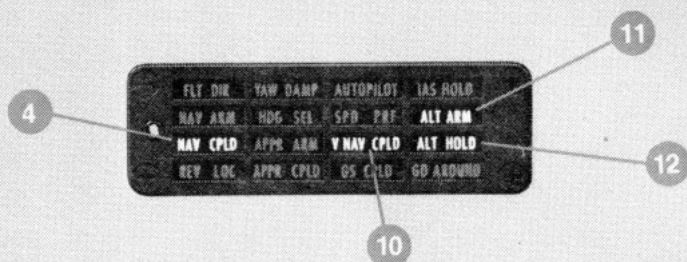 11
FLT DIR YAW DAMP AUTOPILOT IAS HOLD
4
NAV ARM HDG SEL SPD PRF ALT ARM
NAV CPLD APPR ARM V NAV CPLD ALT HOLD
12
REV LOC APPR CPLD GS CPLD GO AROUND
10